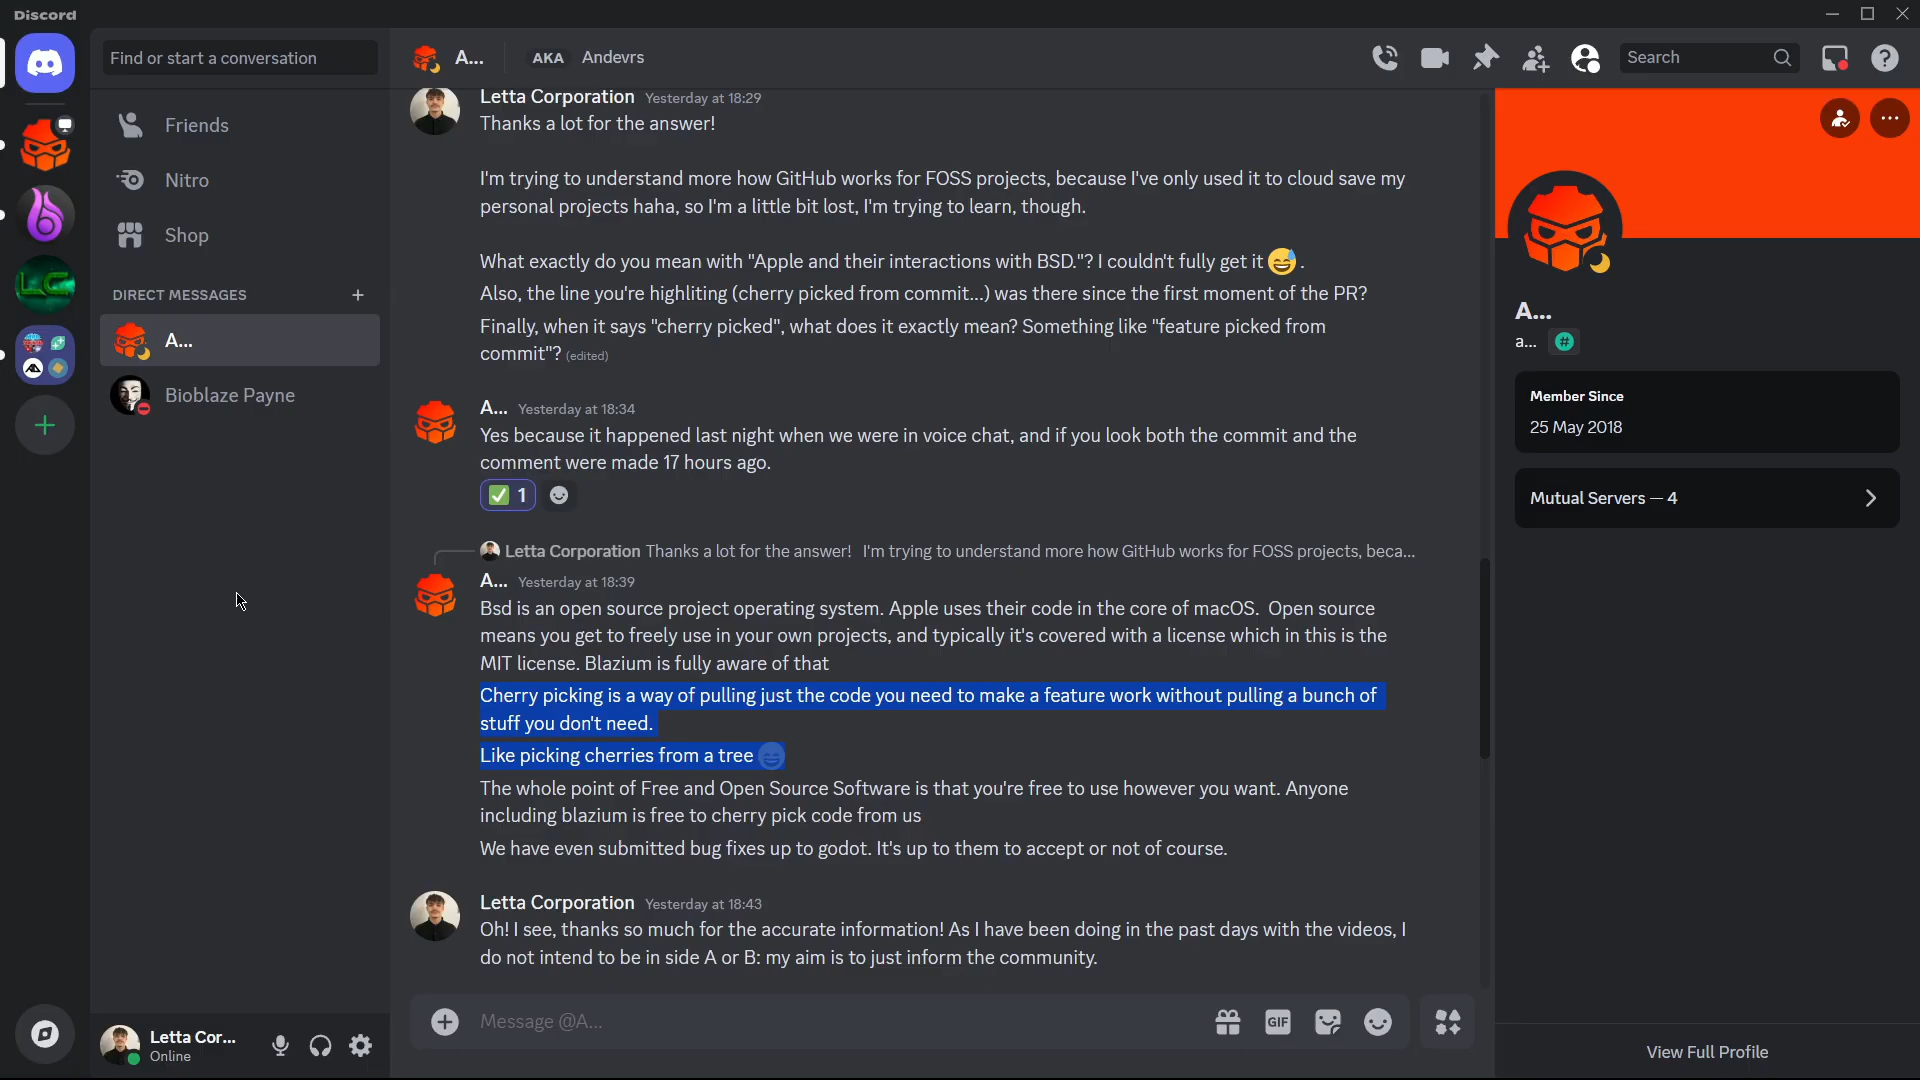 Discord
Find or start a conversation
A...
AKA Andevrs
Search
Friends
Nitro
Shop
DIRECT MESSAGES
A...
Bioblaze Payne
LC
Letta Corporation Yesterday at 18:29
Thanks a lot for the answer!
I'm trying to understand more how GitHub works for FOSS projects, because I've only used it to cloud save my
personal projects haha, so I'm a little bit lost, I'm trying to learn, though.
What exactly do you mean with "Apple and their interactions with BSD."? I couldn't fully get it 😅 .
Also, the line you're highliting (cherry picked from commit...) was there since the first moment of the PR?
Finally, when it says "cherry picked", what does it exactly mean? Something like "feature picked from
commit"? (edited)
A... Yesterday at 18:34
Yes because it happened last night when we were in voice chat, and if you look both the commit and the
comment were made 17 hours ago.
✅ 1
Letta Corporation Thanks a lot for the answer! I'm trying to understand more how GitHub works for FOSS projects, beca...
A... Yesterday at 18:39
Bsd is an open source project operating system. Apple uses their code in the core of macOS. Open source
means you get to freely use in your own projects, and typically it's covered with a license which in this is the
MIT license. Blazium is fully aware of that
Cherry picking is a way of pulling just the code you need to make a feature work without pulling a bunch of
stuff you don't need.
Like picking cherries from a tree 😄
The whole point of Free and Open Source Software is that you're free to use however you want. Anyone
including blazium is free to cherry pick code from us
We have even submitted bug fixes up to godot. It's up to them to accept or not of course.
Letta Corporation Yesterday at 18:43
Oh! I see, thanks so much for the accurate information! As I have been doing in the past days with the videos, I
do not intend to be in side A or B: my aim is to just inform the community.
Message @A...
GIF
Letta Cor...
Online
A...
a... #
Member Since
25 May 2018
Mutual Servers — 4
View Full Profile